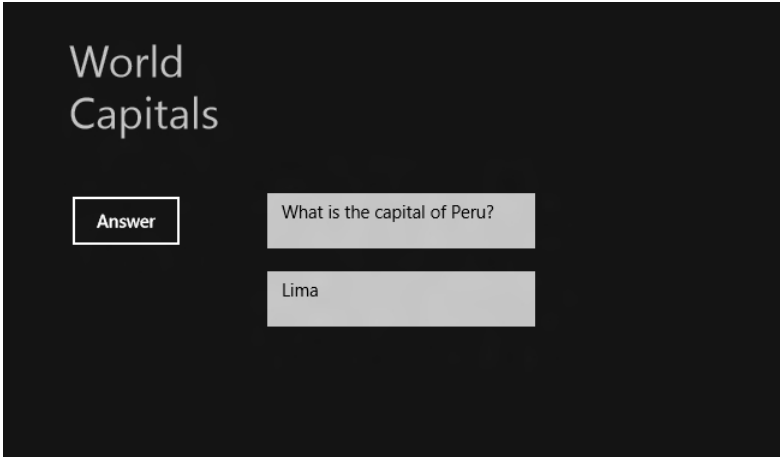 World
Capitals
Answer
What is the capital of Peru?
Lima